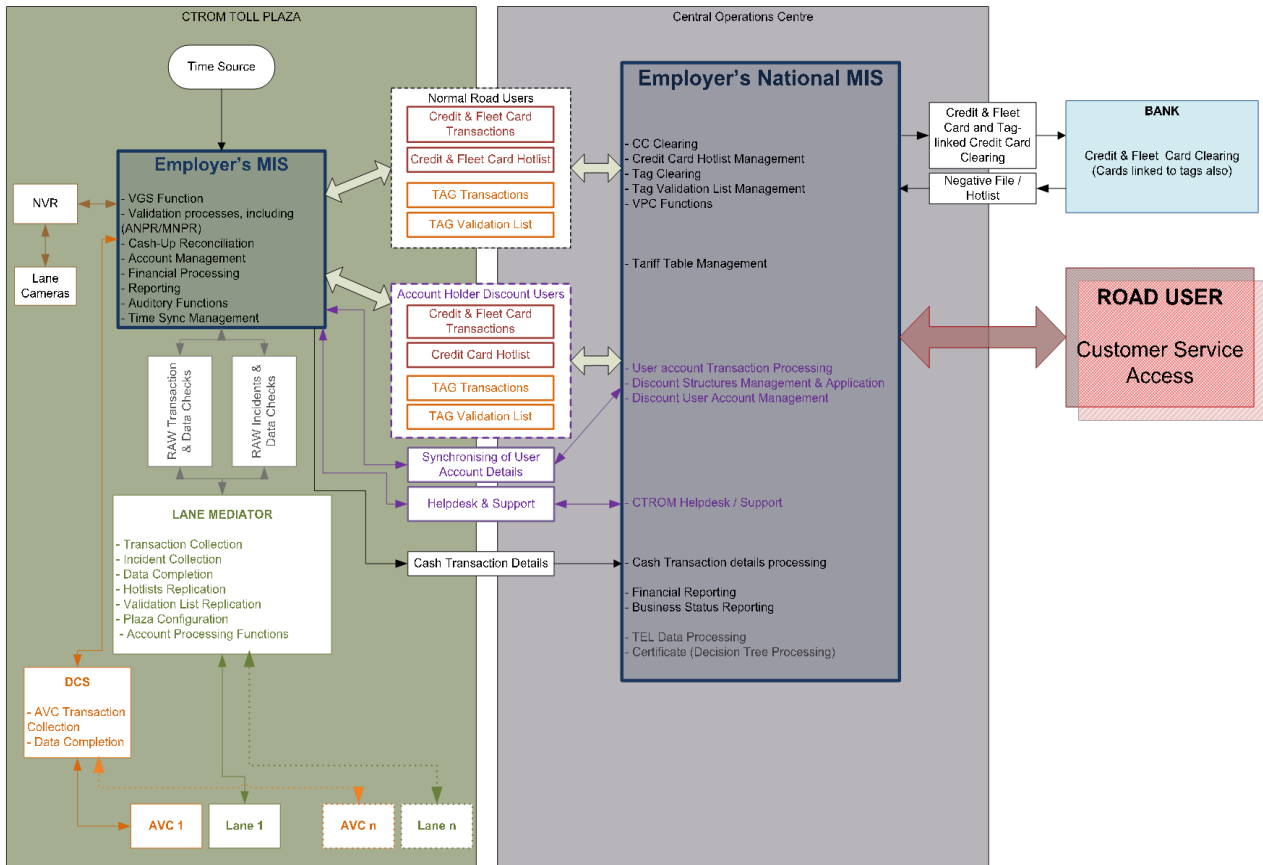 CTROM TOLL PLAZA
Time Source
Employer's MIS
- VGS Function
- Validation processes, including
(ANPR/MNPR)
- Cash-Up Reconciliation
- Account Management
- Financial Processing
- Reporting
- Auditory Functions
- Time Sync Management
NVR
Lane
Cameras
RAW Transaction
& Data Checks
RAW Incidents &
Data Checks
LANE MEDIATOR
- Transaction Collection
- Incident Collection
- Data Completion
- Hotlists Replication
- Validation List Replication
- Plaza Configuration
- Account Processing Functions
DCS
- AVC Transaction
Collection
- Data Completion
AVC 1
Lane 1
AVC n
Lane n
Normal Road Users
Credit & Fleet Card
Transactions
Credit & Fleet Card Hotlist
TAG Transactions
TAG Validation List
Account Holder Discount Users
Credit & Fleet Card
Transactions
Credit Card Hotlist
TAG Transactions
TAG Validation List
Synchronising of User
Account Details
Helpdesk & Support
Cash Transaction Details
Central Operations Centre
Employer's National MIS
- CC Clearing
- Credit Card Hotlist Management
- Tag Clearing
- Tag Validation List Management
- VPC Functions
- Tariff Table Management
- User account Transaction Processing
- Discount Structures Management & Application
- Discount User Account Management
- CTROM Helpdesk / Support
- Cash Transaction details processing
- Financial Reporting
- Business Status Reporting
- TEL Data Processing
- Certificate (Decision Tree Processing)
Credit & Fleet
Card and Tag-
linked Credit Card
Clearing
Negative File /
Hotlist
BANK
Credit & Fleet Card Clearing
(Cards linked to tags also)
ROAD USER
Customer Service
Access